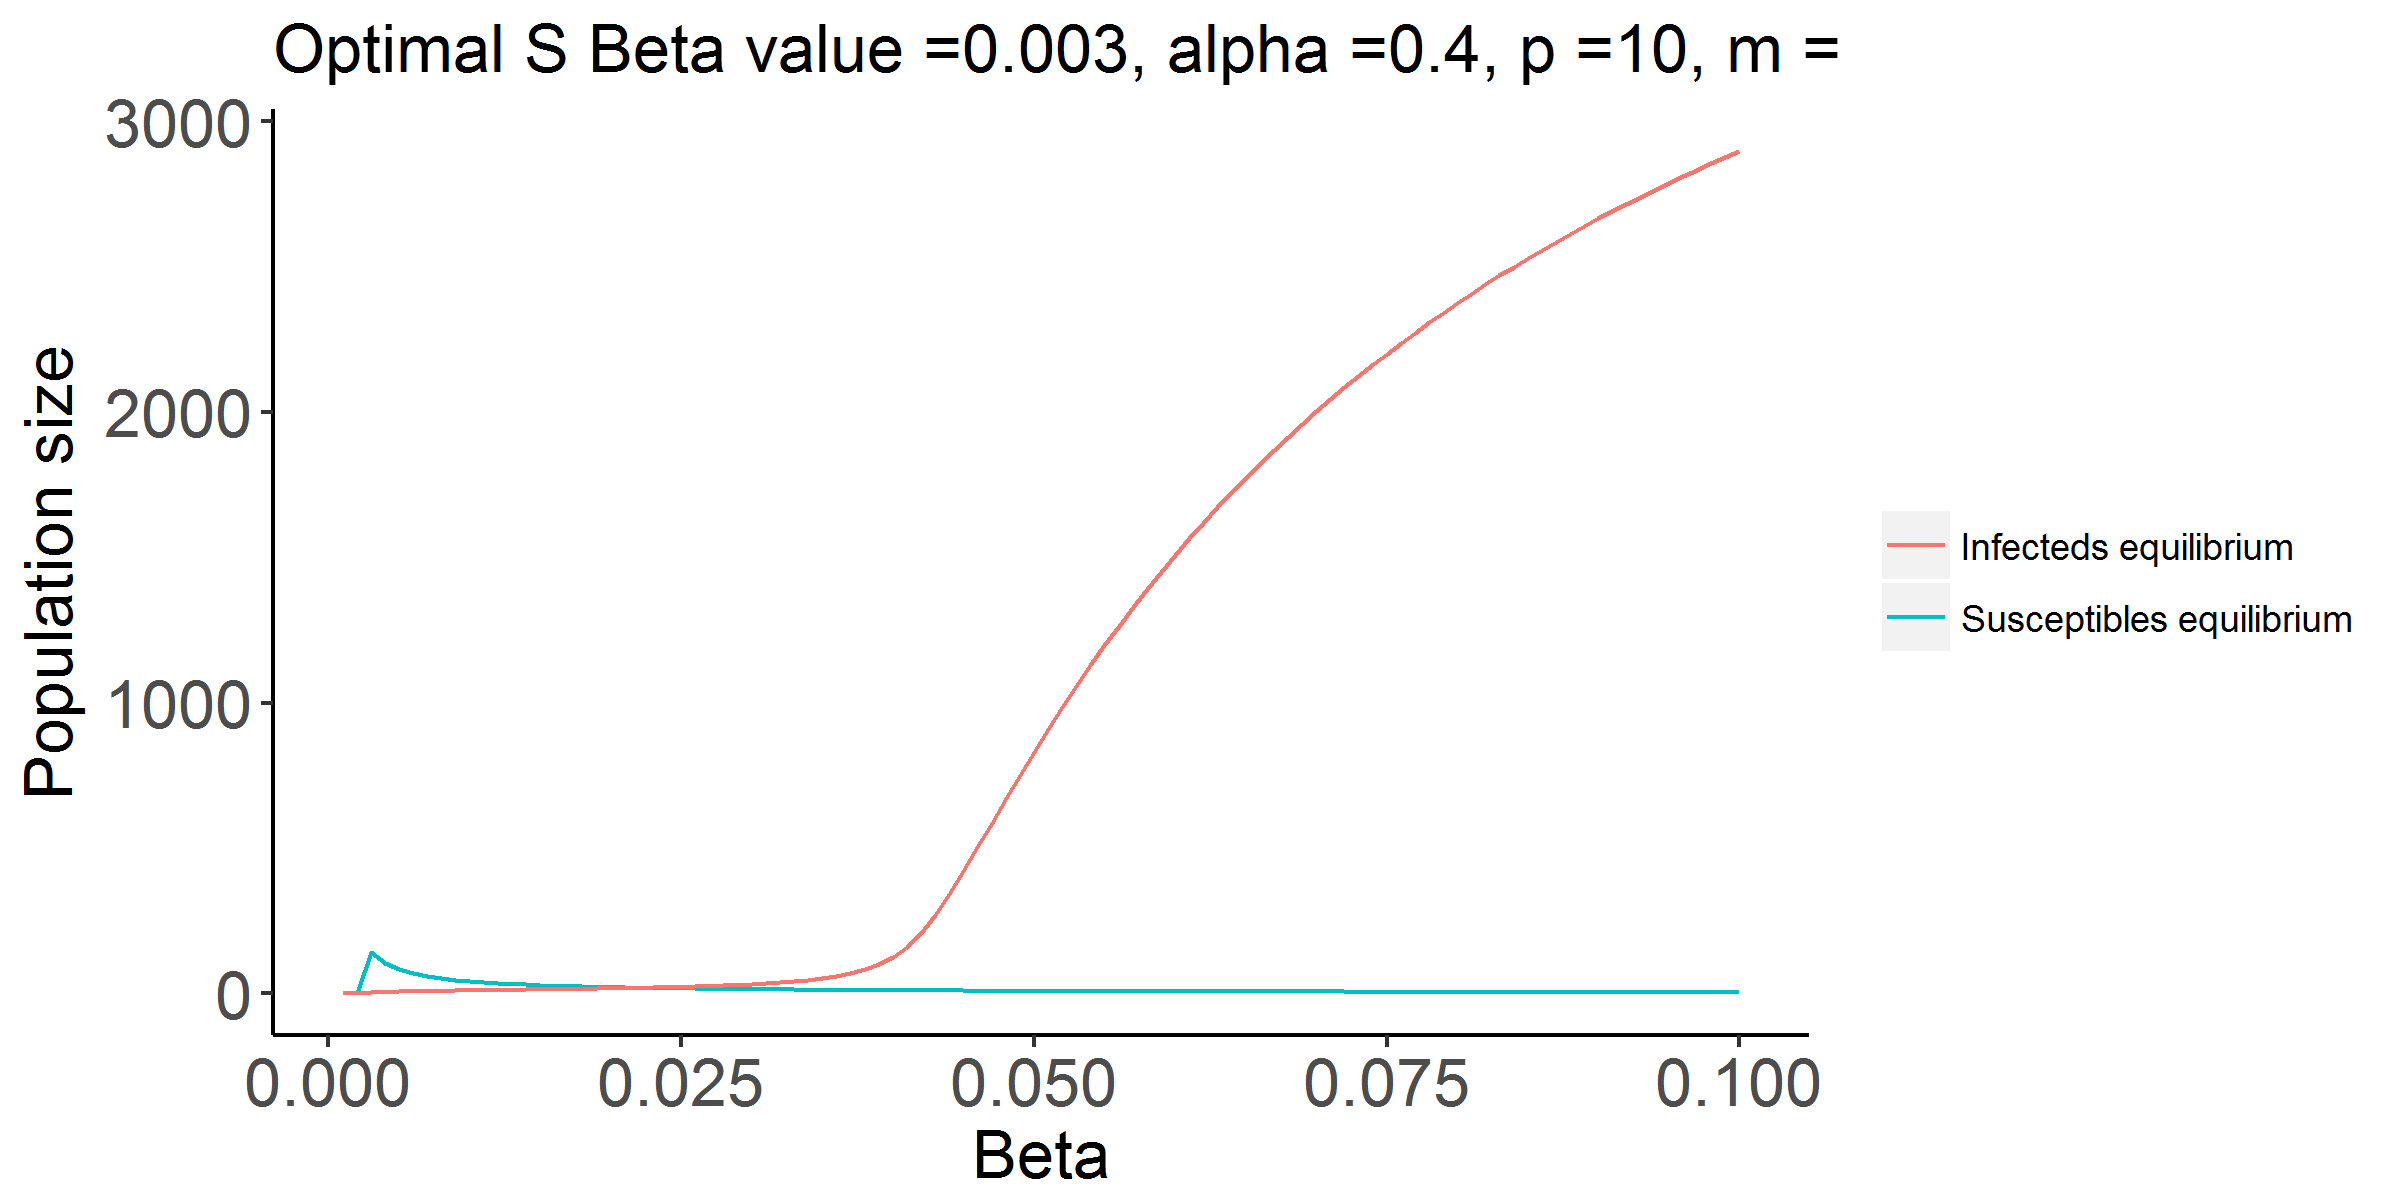 Optimal S Beta value =0.003, alpha =0.4, p =10, m =
3000
2000
1000
0
Population size
0.000 0.025 0.050 0.075 0.100
Beta
Infecteds equilibrium
Susceptibles equilibrium